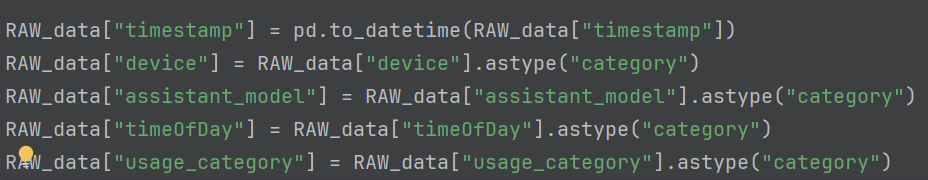 RAW_data["timestamp"] = pd.to_datetime(RAW_data["timestamp"])
RAW_data["device"] = RAW_data["device"].astype("category")
RAW_data["assistant_model"] = RAW_data["assistant_model"].astype("category")
RAW_data["timeOfDay"] = RAW_data["timeOfDay"].astype("category")
RAW_data["usage_category"] = RAW_data["usage_category"].astype("category")